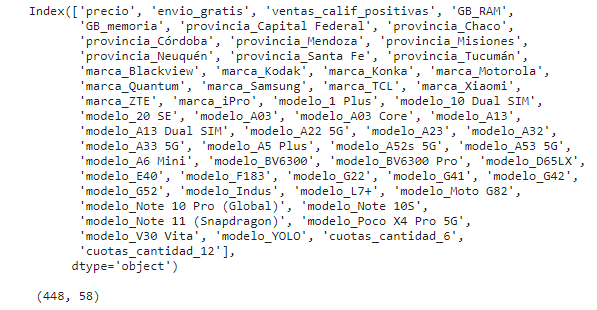 Index(['precio', 'envio_gratis', 'ventas_calif_positivas', 'GB_RAM',
'GB_memoria', 'provincia_Capital Federal', 'provincia_Chaco',
'provincia_Córdoba', 'provincia_Mendoza', 'provincia_Misiones',
'provincia_Neuquén', 'provincia_Santa Fe', 'provincia_Tucumán',
'marca_Blackview', 'marca_Kodak', 'marca_Konka', 'marca_Motorola',
'marca_Quantum', 'marca_Samsung', 'marca_TCL', 'marca_Xiaomi',
'marca_ZTE', 'marca_iPro', 'modelo_1 Plus', 'modelo_10 Dual SIM',
'modelo_20 SE', 'modelo_A03', 'modelo_A03 Core', 'modelo_A13',
'modelo_A13 Dual SIM', 'modelo_A22 5G', 'modelo_A23', 'modelo_A32',
'modelo_A33 5G', 'modelo_A5 Plus', 'modelo_A52s 5G', 'modelo_A53 5G',
'modelo_A6 Mini', 'modelo_BV6300', 'modelo_BV6300 Pro', 'modelo_D65LX',
'modelo_E40', 'modelo_F183', 'modelo_G22', 'modelo_G41', 'modelo_G42',
'modelo_G52', 'modelo_Indus', 'modelo_L7+', 'modelo_Moto G82',
'modelo_Note 10 Pro (Global)', 'modelo_Note 10S',
'modelo_Note 11 (Snapdragon)', 'modelo_Poco X4 Pro 5G',
'modelo_V30 Vita', 'modelo_YOLO', 'cuotas_cantidad_6',
'cuotas_cantidad_12'],
dtype='object')
(448, 58)